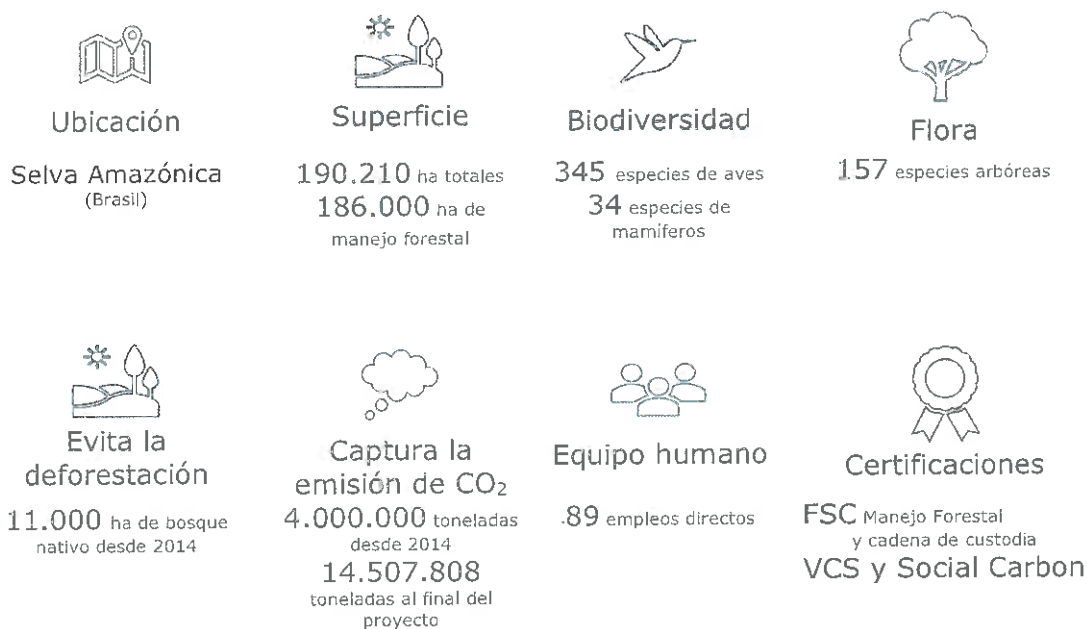 Ubicación
Selva Amazónica
(Brasil)
Superficie
190.210 ha totales
186.000 ha de
manejo forestal
Biodiversidad
345 especies de aves
34 especies de
mamíferos
Flora
157 especies arbóreas
Evita la
deforestación
11.000 ha de bosque
nativo desde 2014
Captura la
emisión de CO₂
4.000.000 toneladas
desde 2014
14.507.808
toneladas al final del
proyecto
Equipo humano
89 empleos directos
Certificaciones
FSC Manejo Forestal
y cadena de custodia
VCS y Social Carbon